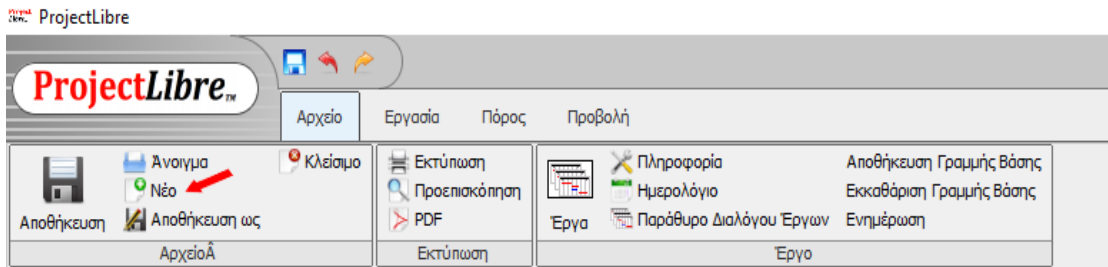 ProjectLibre
ProjectLibre™
Αρχείο Εργασία Πόρος Προβολή
Αποθήκευση
Άνοιγμα
Νέο
Αποθήκευση ως
Κλείσιμο
ΑρχείοÂ
Εκτύπωση
Προεπισκόπηση
PDF
Εκτύπωση
Έργα
Πληροφορία
Ημερολόγιο
Παράθυρο Διαλόγου Έργων
Αποθήκευση Γραμμής Βάσης
Εκκαθάριση Γραμμής Βάσης
Ενημέρωση
Έργο